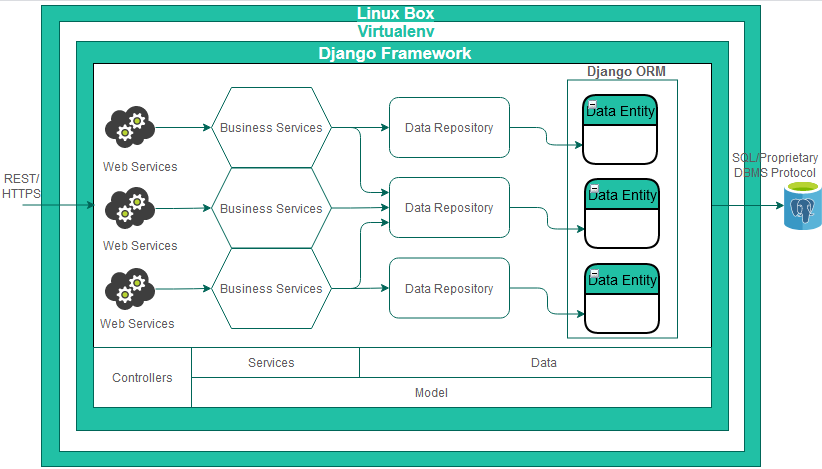 Linux Box
Virtualenv
Django Framework
Django ORM
Data Entity
Business Services
Data Repository
Web Services
SQL/Proprietary
DBMS Protocol
REST/
HTTPS
Data Entity
Business Services
Data Repository
Web Services
Data Entity
Business Services
Data Repository
Web Services
Controllers
Services
Data
Model